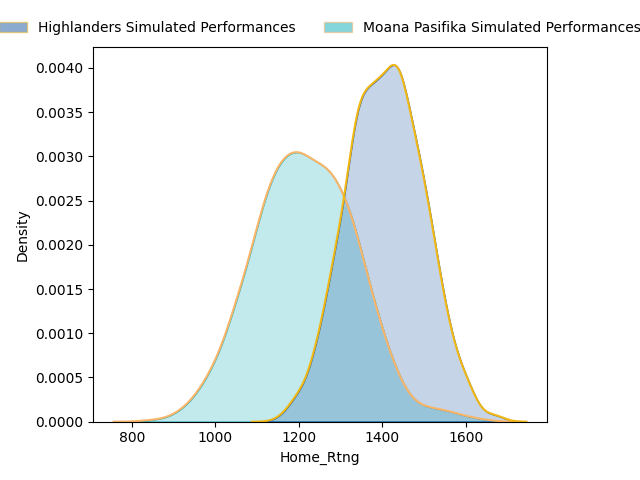 Highlanders Simulated Performances Moana Pasifika Simulated Performances
0.0040
0.0035
0.0030
0.0025
0.0020
0.0015
0.0010
0.0005
0.0000
Density
800 1000 1200 1400 1600
Home_Rtng